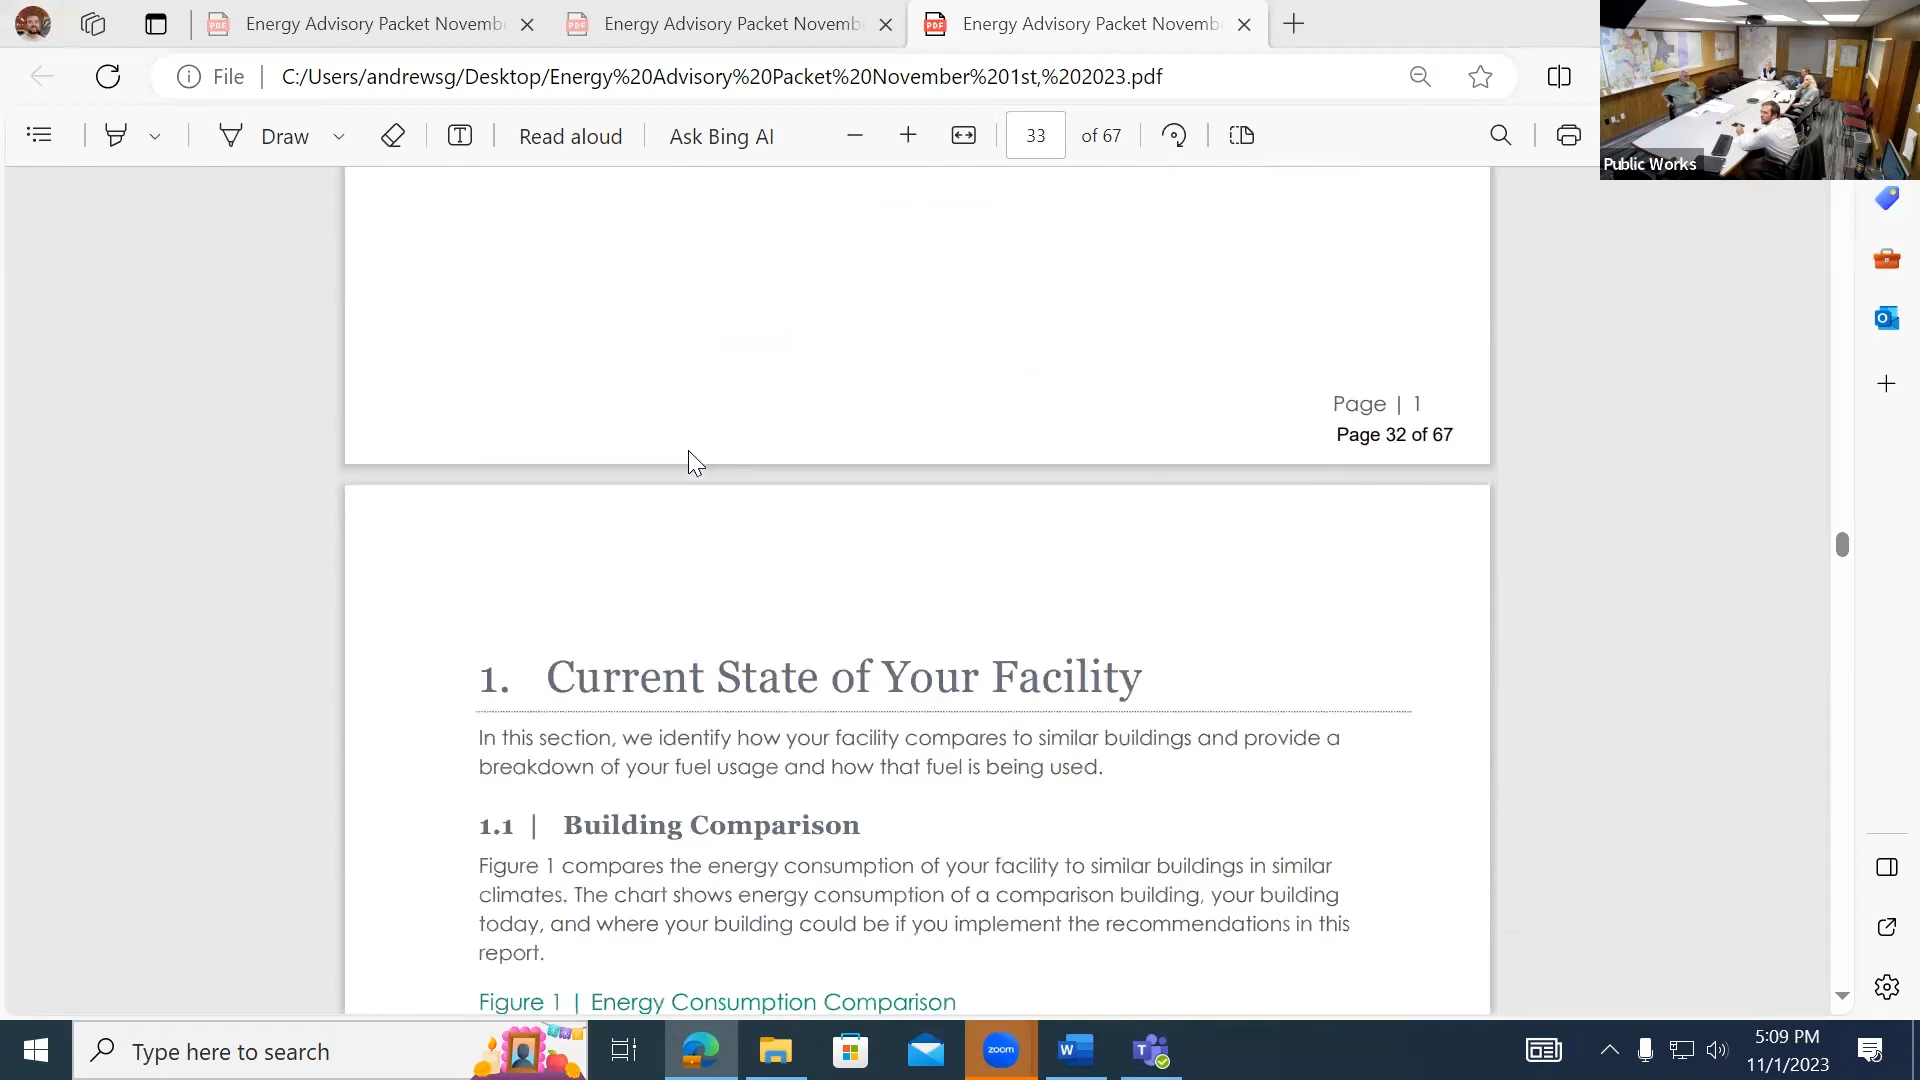 Energy Advisory Packet Novemb
Energy Advisory Packet Novemb
Energy Advisory Packet Novemb
File
C:/Users/andrewsg/Desktop/Energy%20Advisory%20Packet%20November%201st,%202023.pdf
Draw
Read aloud
Ask Bing AI
33
of 67
Public Works
Page | 1
Page 32 of 67
1. Current State of Your Facility
In this section, we identify how your facility compares to similar buildings and provide a
breakdown of your fuel usage and how that fuel is being used.
1.1 | Building Comparison
Figure 1 compares the energy consumption of your facility to similar buildings in similar
climates. The chart shows energy consumption of a comparison building, your building
today, and where your building could be if you implement the recommendations in this
report.
Figure 1 | Energy Consumption Comparison
Type here to search
zoom
5:09 PM
11/1/2023